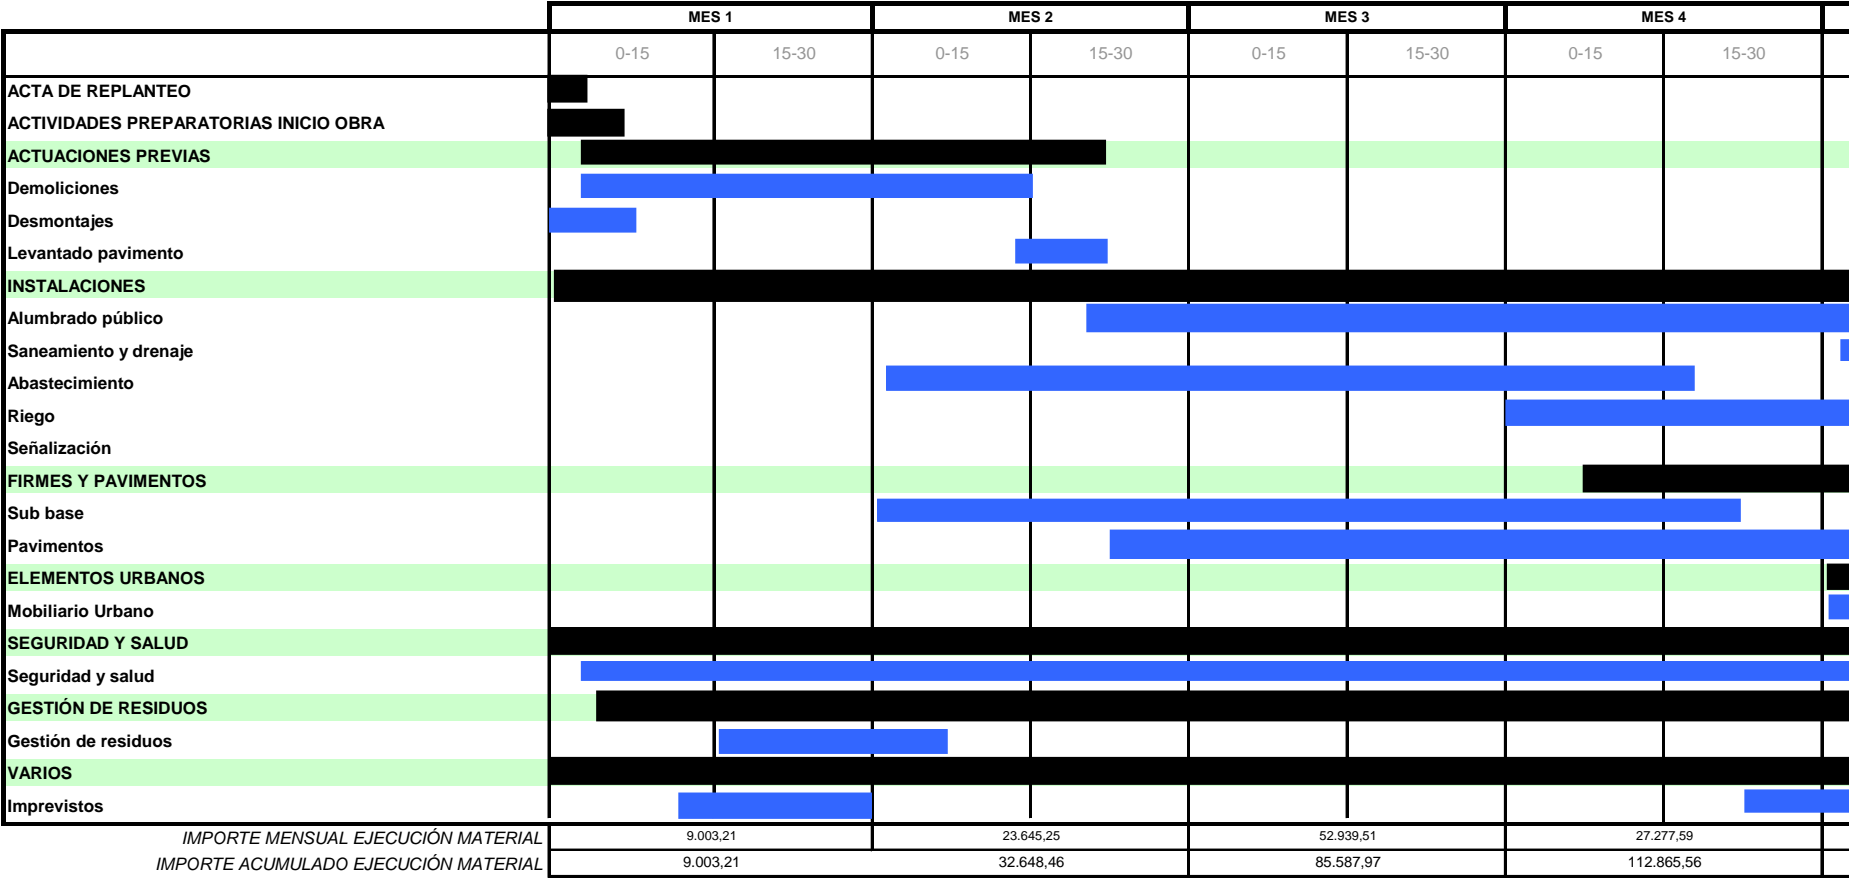 MES 1 MES 2 MES 3 MES 4
0-15 15-30 0-15 15-30 0-15 15-30 0-15 15-30
ACTA DE REPLANTEO
ACTIVIDADES PREPARATORIAS INICIO OBRA
ACTUACIONES PREVIAS
Demoliciones
Desmontajes
Levantado pavimento
INSTALACIONES
Alumbrado público
Saneamiento y drenaje
Abastecimiento
Riego
Señalización
FIRMES Y PAVIMENTOS
Sub base
Pavimentos
ELEMENTOS URBANOS
Mobiliario Urbano
SEGURIDAD Y SALUD
Seguridad y salud
GESTIÓN DE RESIDUOS
Gestión de residuos
VARIOS
Imprevistos
IMPORTE MENSUAL EJECUCIÓN MATERIAL 9.003,21 23.645,25 52.939,51 27.277,59
IMPORTE ACUMULADO EJECUCIÓN MATERIAL 9.003,21 32.648,46 85.587,97 112.865,56